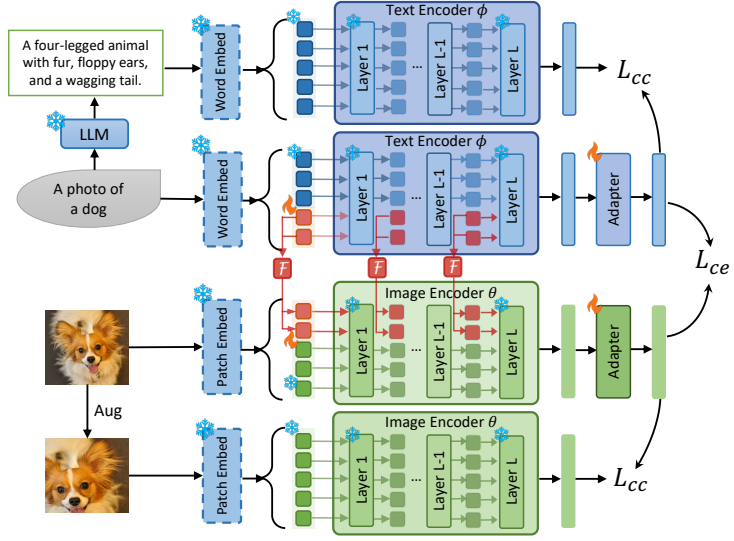 A four-legged animal
with fur, floppy ears,
and a wagging tail.
LLM
A photo of
a dog
Word Embed
Text Encoder ϕ
Layer 1
...
Layer L-1
Layer L
L_cc
Word Embed
Text Encoder ϕ
Layer 1
...
Layer L-1
Layer L
Adapter
F
F
F
L_ce
Patch Embed
Image Encoder θ
Layer 1
...
Layer L-1
Layer L
Adapter
Aug
Patch Embed
Image Encoder θ
Layer 1
...
Layer L-1
Layer L
L_cc